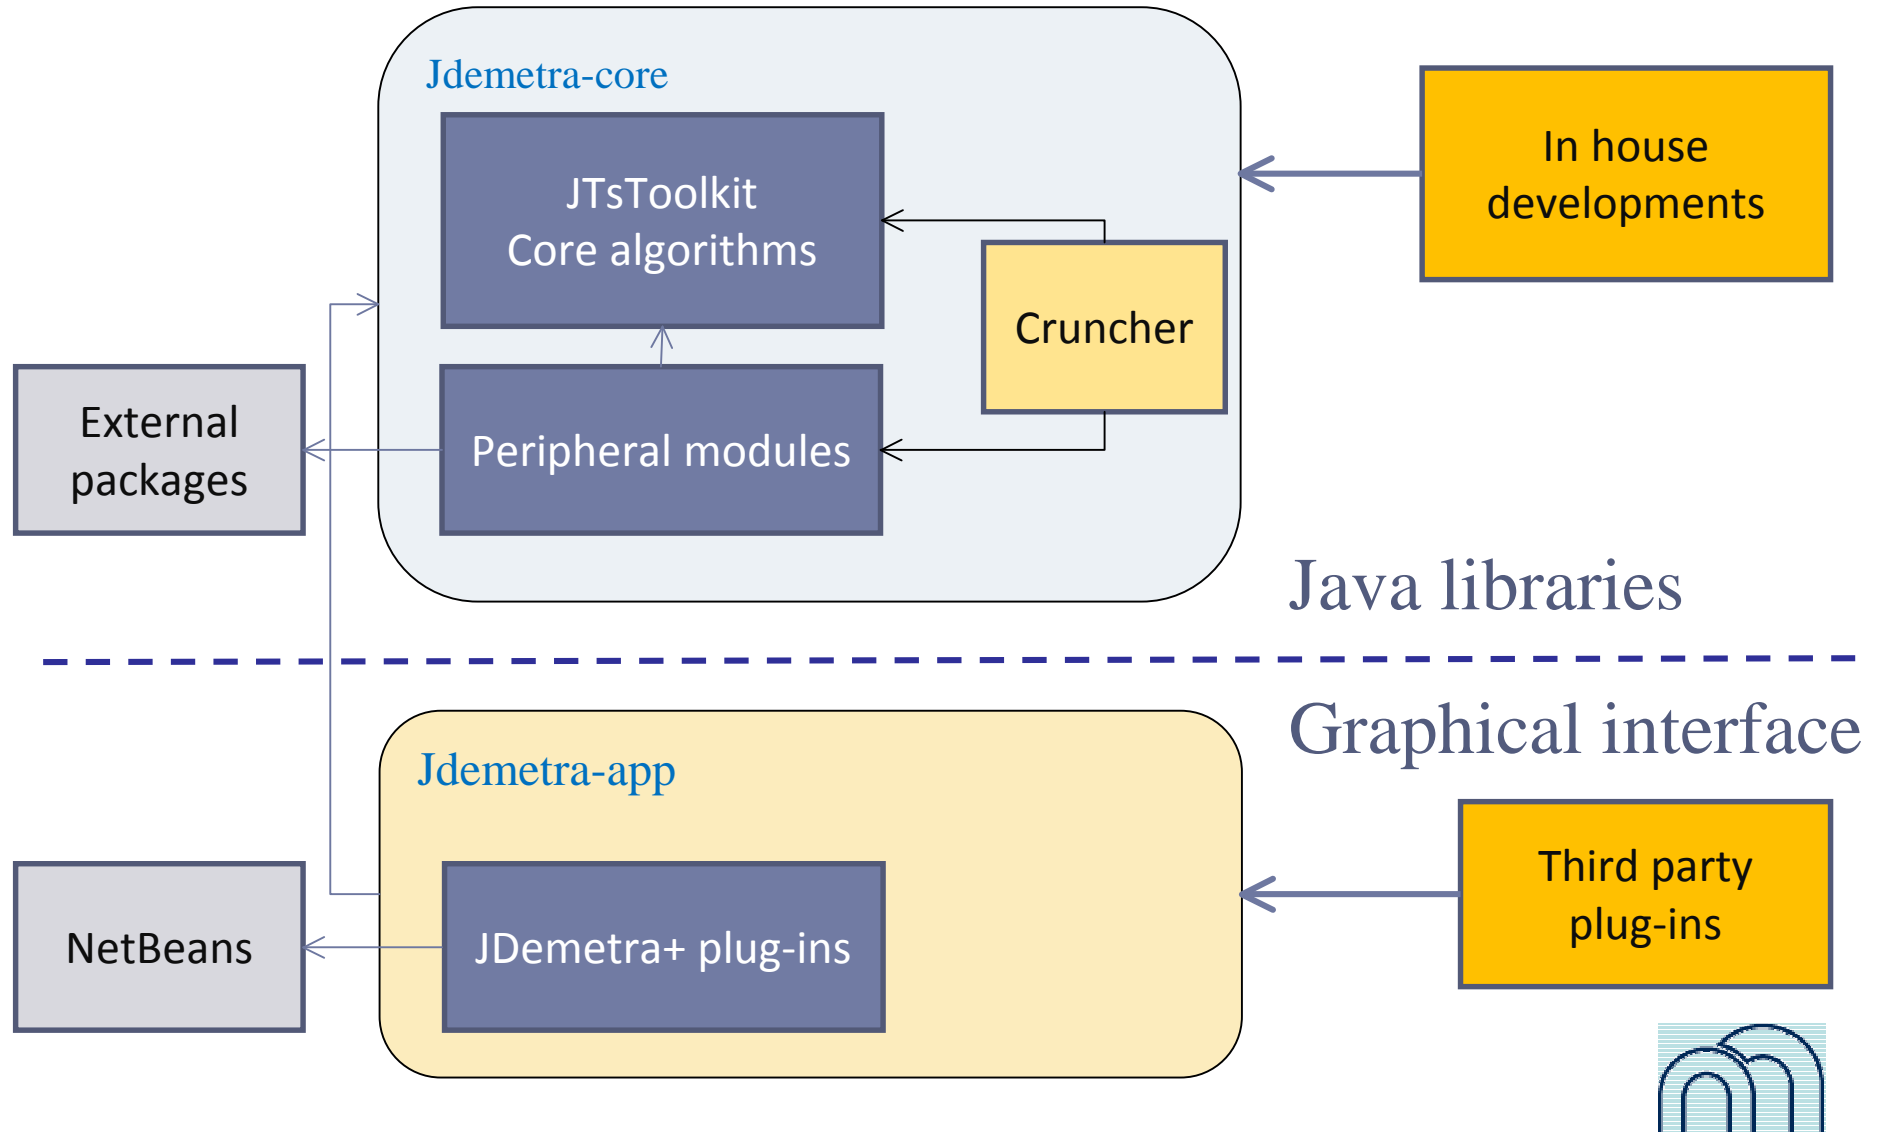 Jdemetra-core
JTsToolkit
Core algorithms
In house
developments
Cruncher
External
packages
Peripheral modules
Java libraries
Graphical interface
Jdemetra-app
Third party
plug-ins
NetBeans
JDemetra+ plug-ins